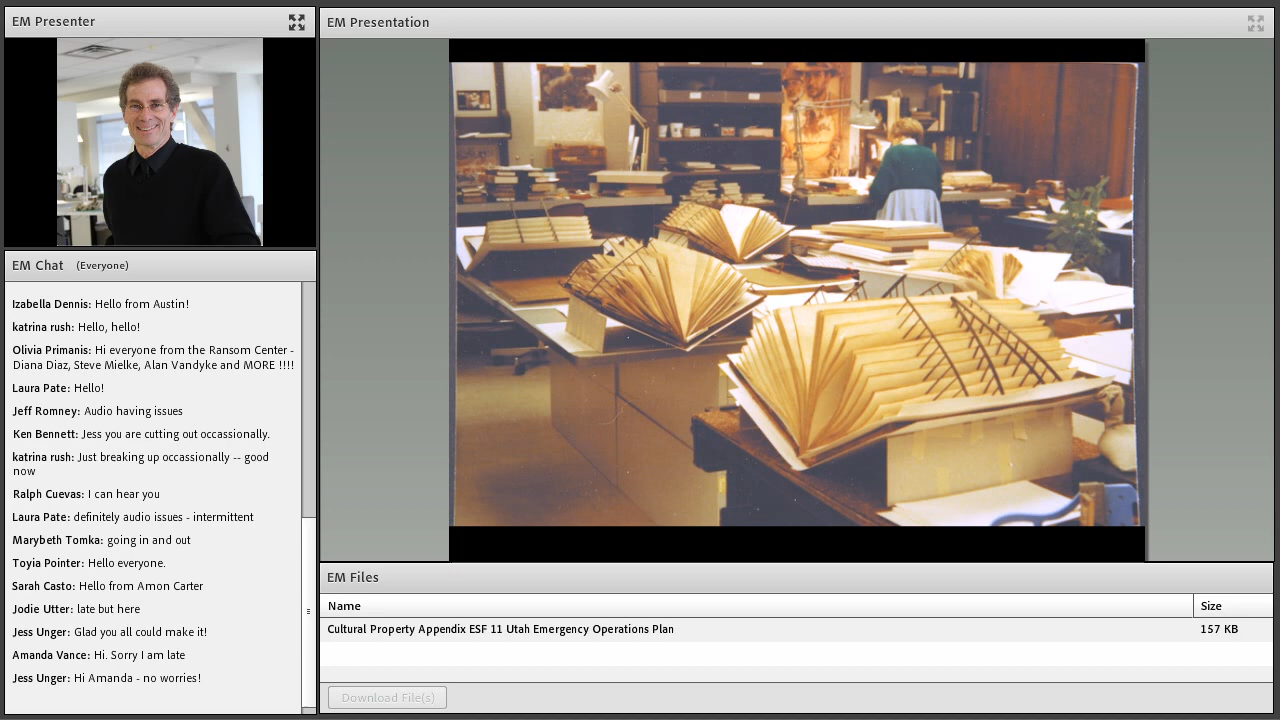 EM Presenter
EM Chat (Everyone)
Izabella Dennis: Hello from Austin!
katrina rush: Hello, hello!
Olivia Primanis: Hi everyone from the Ransom Center -
Diana Diaz, Steve Mielke, Alan Vandyke and MORE !!!!
Laura Pate: Hello!
Jeff Romney: Audio having issues
Ken Bennett: Jess you are cutting out occassionally.
katrina rush: Just breaking up occassionally -- good
now
Ralph Cuevas: I can hear you
Laura Pate: definitely audio issues - intermittent
Marybeth Tomka: going in and out
Toyia Pointer: Hello everyone.
Sarah Casto: Hello from Amon Carter
Jodie Utter: late but here
Jess Unger: Glad you all could make it!
Amanda Vance: Hi. Sorry I am late
Jess Unger: Hi Amanda - no worries!
EM Presentation
EM Files
Name Size
Cultural Property Appendix ESF 11 Utah Emergency Operations Plan 157 KB
Download File(s)